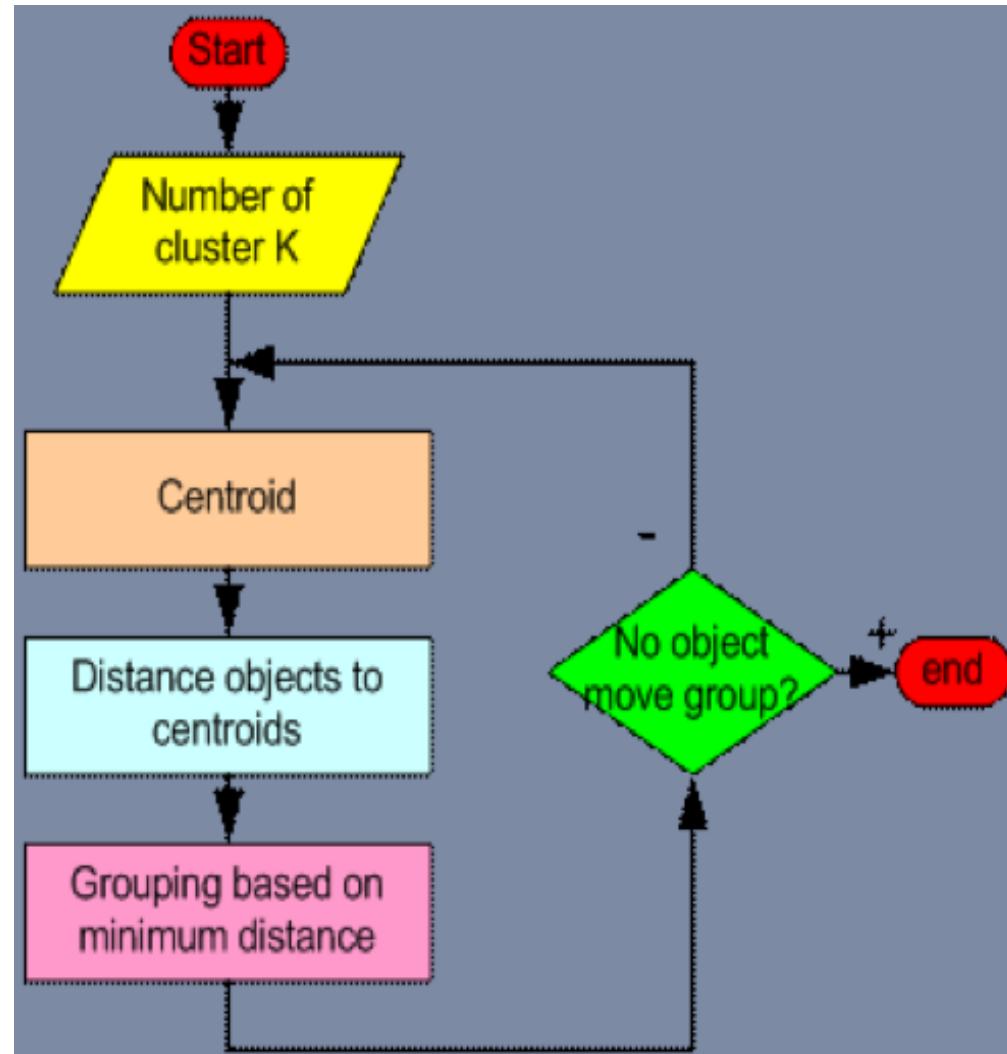 Start
Number of
cluster K
Centroid
Distance objects to
centroids
Grouping based on
minimum distance
-
No object
move group?
+
end